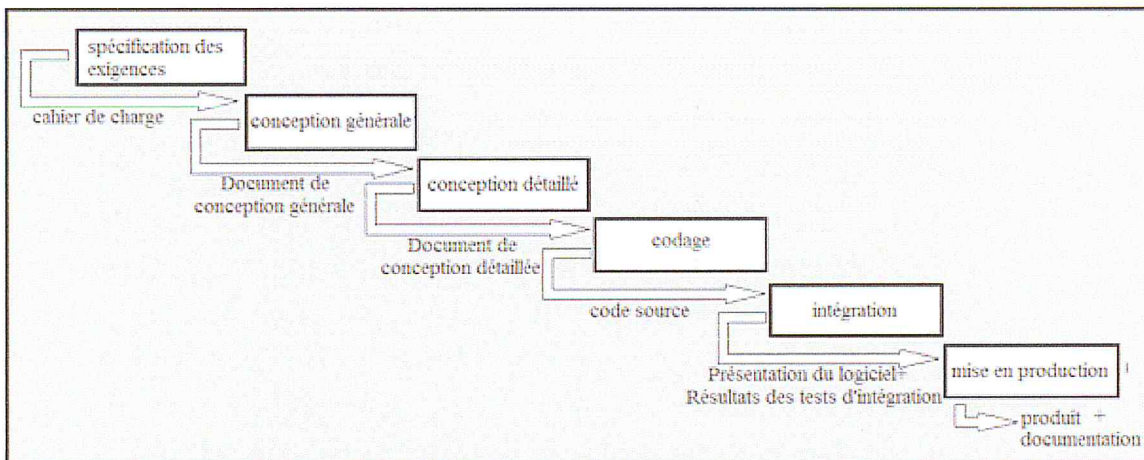 spécification des
exigences
cahier de charge
conception générale
Document de
conception générale
conception détaillé
Document de
conception détaillée
codage
code source
intégration
Présentation du logiciel+
Résultats des tests d'intégration
mise en production
produit +
documentation